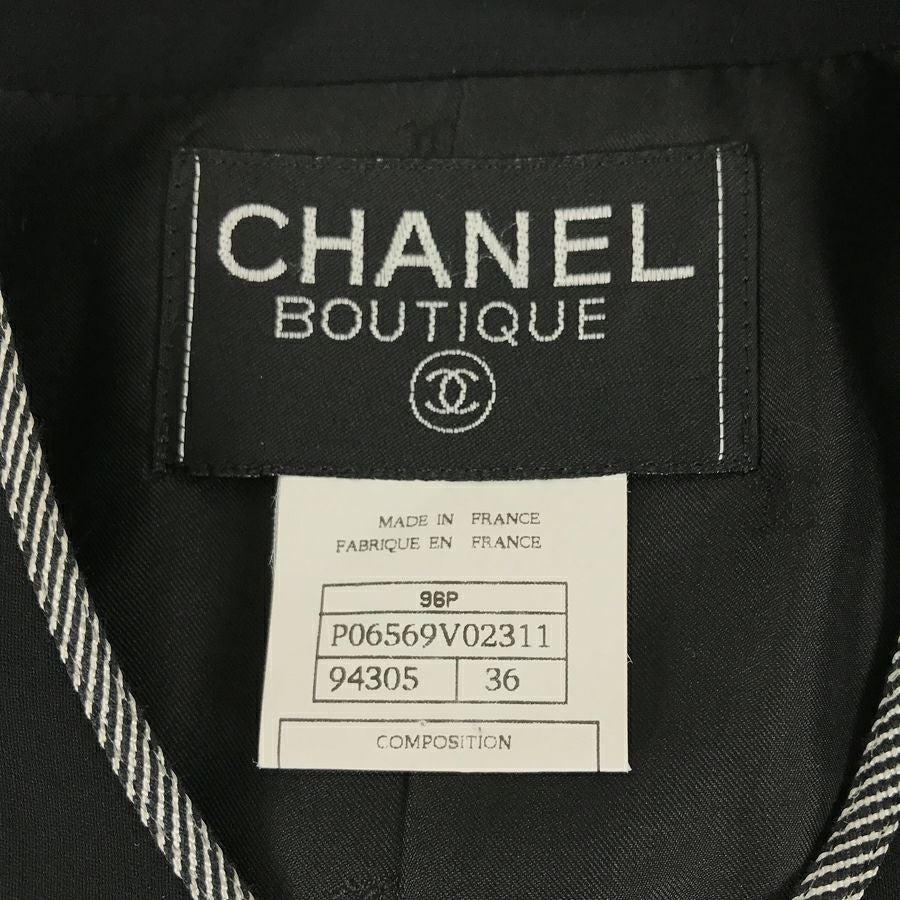 CHANEL
BOUTIQUE
MADE IN FRANCE
FABRIQUE EN FRANCE
96P
P06569V02311
94305 36
COMPOSITION